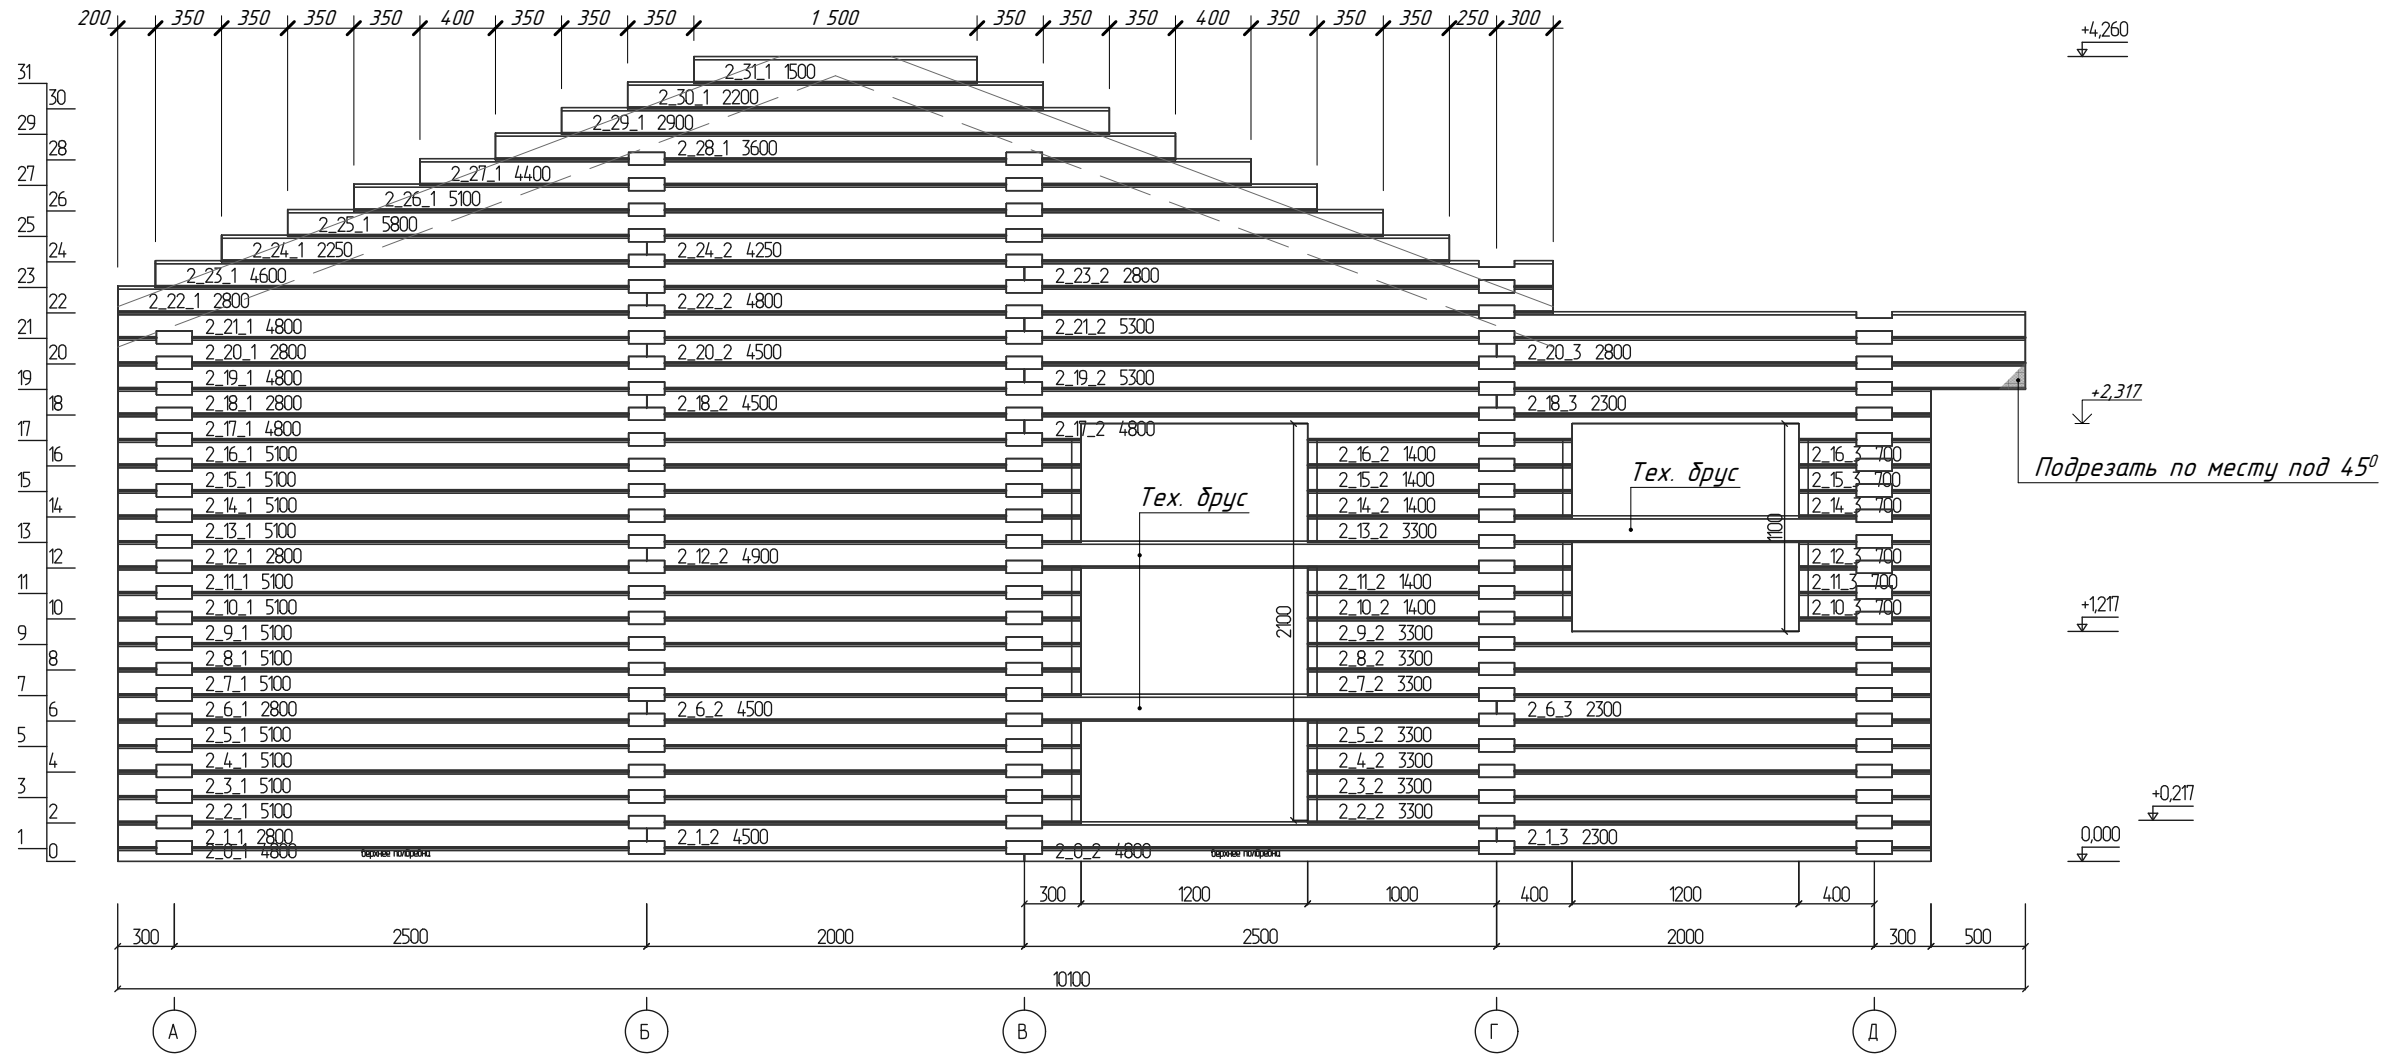 200 350 350 350 350 400 350 350 350 1 500 350 350 350 400 350 350 350 250 300
+4,260
31 2_31_1 1500
30 2_30_1 2200
29 2_29_1 2900
28 2_28_1 3600
27 2_27_1 4400
26 2_26_1 5100
25 2_25_1 5800
24 2_24_1 2250 2_24_2 4250
23 2_23_1 4600 2_23_2 2800
22 2_22_1 2800 2_22_2 4800
21 2_21_1 4800 2_21_2 5300
20 2_20_1 2800 2_20_2 4500 2_20_3 2800
19 2_19_1 4800 2_19_2 5300
+2,317
18 2_18_1 2800 2_18_2 4500 2_18_3 2300
17 2_17_1 4800 2_17_2 4800
16 2_16_1 5100 2_16_2 1400 2_16_3 700
Подрезать по месту под 45⁰
15 2_15_1 5100 2_15_2 1400 Тех. брус 2_15_3 700
14 2_14_1 5100 Тех. брус 2_14_2 1400 2_14_3 700
13 2_13_1 5100 2_13_2 3300 1100
12 2_12_1 2800 2_12_2 4900 2_12_3 700
11 2_11_1 5100 2_11_2 1400 2_11_3 700
10 2_10_1 5100 2_10_2 1400 2_10_3 700
+1,217
9 2_9_1 5100 2100 2_9_2 3300
8 2_8_1 5100 2_8_2 3300
7 2_7_1 5100 2_7_2 3300
6 2_6_1 2800 2_6_2 4500 2_6_3 2300
5 2_5_1 5100 2_5_2 3300
4 2_4_1 5100 2_4_2 3300
3 2_3_1 5100 2_3_2 3300
+0,217
2 2_2_1 5100 2_2_2 3300
1 2_1_1 2800 2_1_2 4500 2_1_3 2300
0,000
0 2_0_1 4800 верхнее полбревна 2_0_2 4800 верхнее полбревна
300 1200 1000 400 1200 400
300 2500 2000 2500 2000 300 500
10100
А Б В Г Д